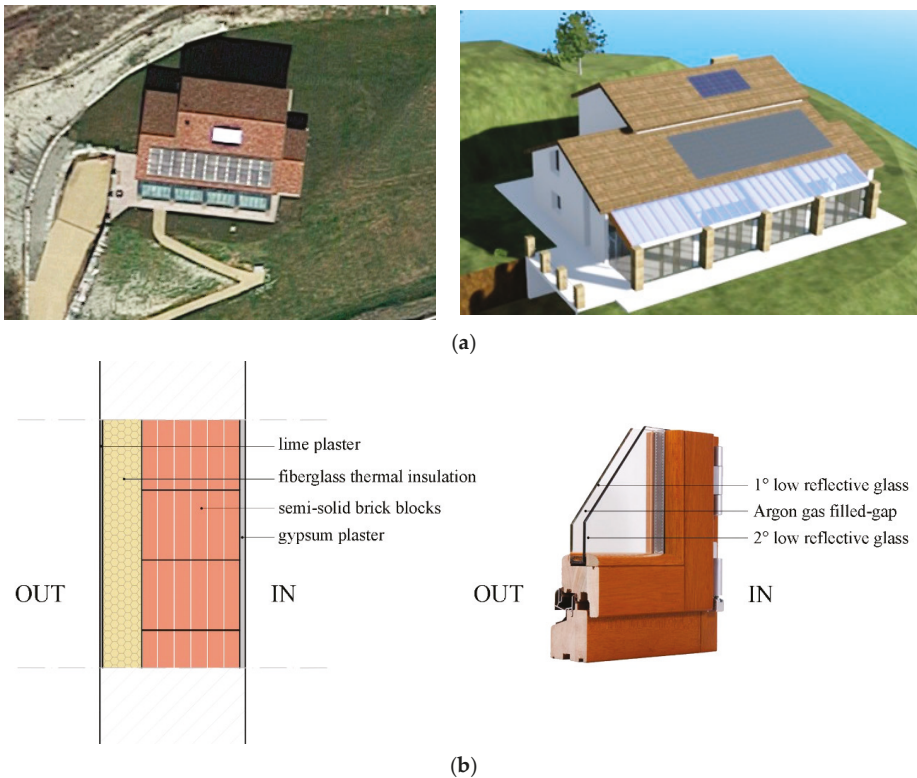 (a)
lime plaster
fiberglass thermal insulation
semi-solid brick blocks
gypsum plaster
OUT
IN
1° low reflective glass
Argon gas filled-gap
2° low reflective glass
OUT
IN
(b)